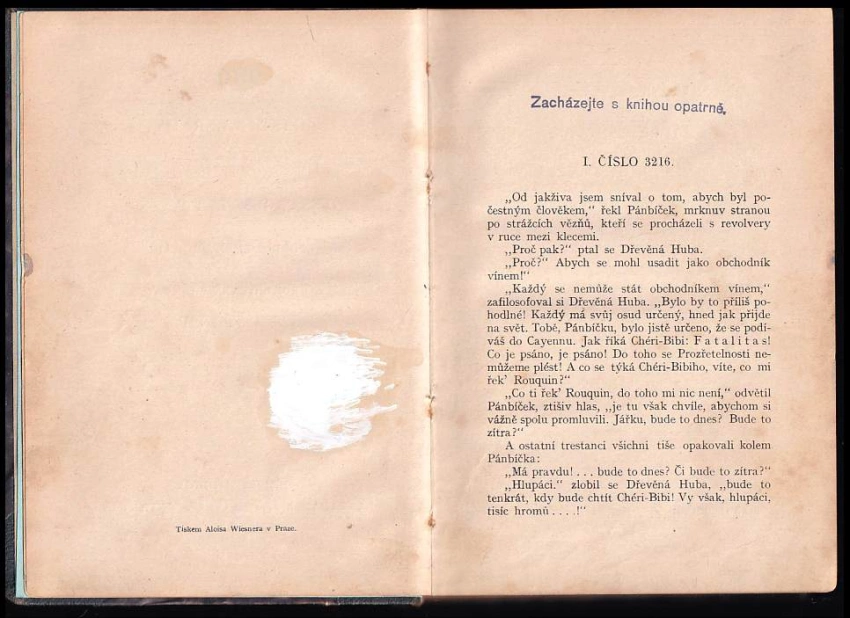 Tiskem Aloisa Wiesnera v Praze.
Zacházejte s knihou opatrně.
I. ČÍSLO 3216.
„Od jakživa jsem sníval o tom, abych byl po-
čestným člověkem,“ řekl Pánbíček, mrknuv stranou
po strážcích vězňů, kteří se procházeli s revolvery
v ruce mezi klecemi.
„Proč pak?“ ptal se Dřevěná Huba.
„Proč?“ Abych se mohl usadit jako obchodník
vínem!“
„Každý se nemůže stát obchodníkem vínem,“
zafilosofoval si Dřevěná Huba. „Bylo by to příliš po-
hodlné! Každý má svůj osud určený, hned jak přijde
na svět. Tobě, Pánbíčku, bylo jistě určeno, že se podí-
váš do Cayennu. Jak říká Chéri-Bibi: Fatalitas!
Co je psáno, je psáno! Do toho se Prozřetelnosti ne-
můžeme plést! A co se týká Chéri-Bibiho, víte, co mi
řek' Rouquin?“
„Co ti řek' Rouquin, do toho mi nic není,“ odvětil
Pánbíček, ztišiv hlas, „je tu však chvíle, abychom si
vážně spolu promluvili. Jářku, bude to dnes? Bude to
zítra?“
A ostatní trestanci všichni tiše opakovali kolem
Pánbíčka:
„Má pravdu! . . . bude to dnes? Či bude to zítra?“
„Hlupáci.“ zlobil se Dřevěná Huba, „bude to
tenkrát, kdy bude chtít Chéri-Bibi! Vy však, hlupáci,
tisíc hromů . . . .!“